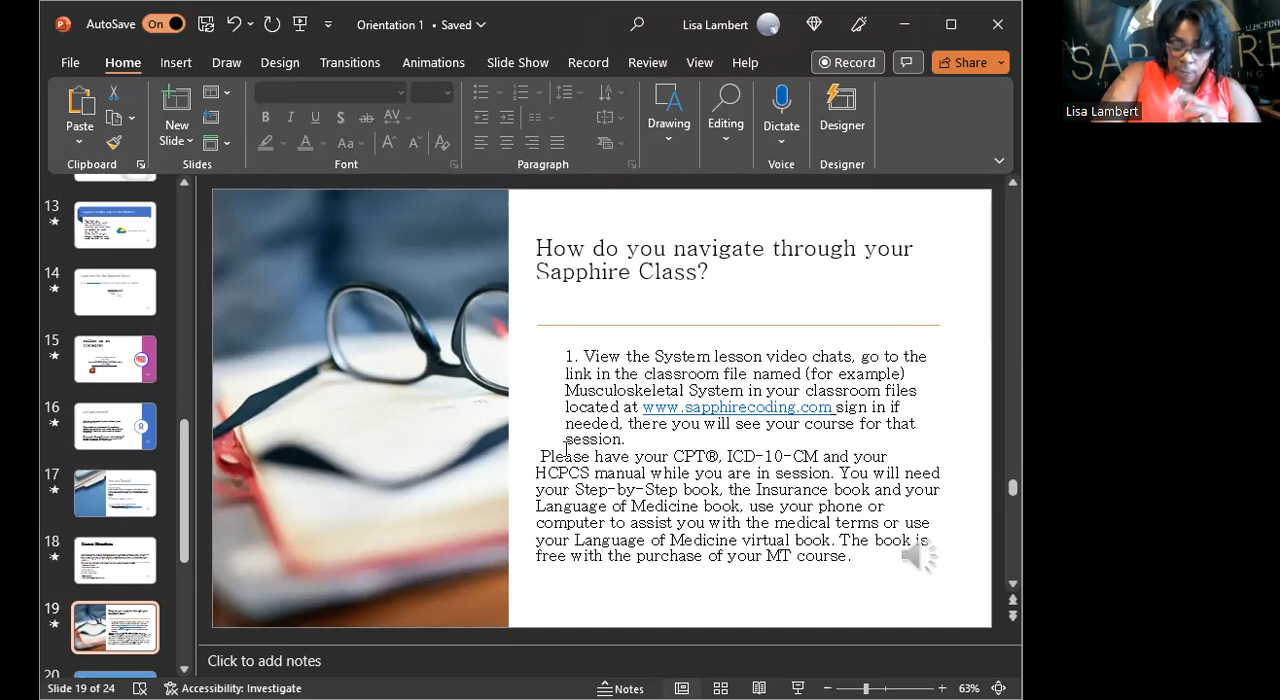 AutoSave On Orientation 1 • Saved Lisa Lambert
File Home Insert Draw Design Transitions Animations Slide Show Record Review View Help Record Share
Paste
New
Slide
B I U S ab AV
Aa A A
Drawing
Editing
Dictate
Designer
Clipboard Slides Font Paragraph Voice Designer
13
14
15
16
17
18
19
20
How do you navigate through your
Sapphire Class?
1. View the System lesson video chats, go to the
link in the classroom file named (for example)
Musculoskeletal System in your classroom files
located at www.sapphirecoding.com sign in if
needed, there you will see your course for that
session.
Please have your CPT®, ICD-10-CM and your
HCPCS manual while you are in session. You will need
your Step-by-Step book, the Insurance book and your
Language of Medicine book, use your phone or
computer to assist you with the medical terms or use
your Language of Medicine virtual book. The book is
free with the purchase of your MT course.
Click to add notes
Slide 19 of 24 Accessibility: Investigate Notes 63%
Lisa Lambert